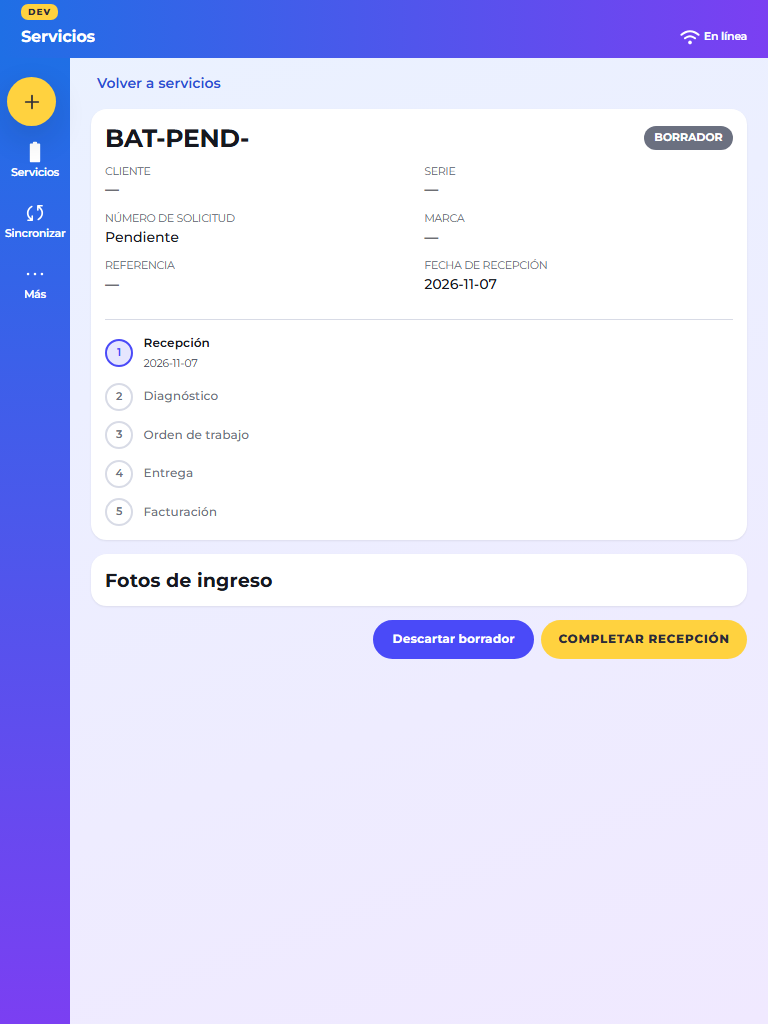 DEV
Servicios
En línea
Servicios
Sincronizar
Más
Volver a servicios
BAT-PEND-
BORRADOR
CLIENTE
—
SERIE
—
NÚMERO DE SOLICITUD
Pendiente
MARCA
—
REFERENCIA
—
FECHA DE RECEPCIÓN
2026-11-07
1
Recepción
2026-11-07
2 Diagnóstico
3 Orden de trabajo
4 Entrega
5 Facturación
Fotos de ingreso
Descartar borrador
COMPLETAR RECEPCIÓN